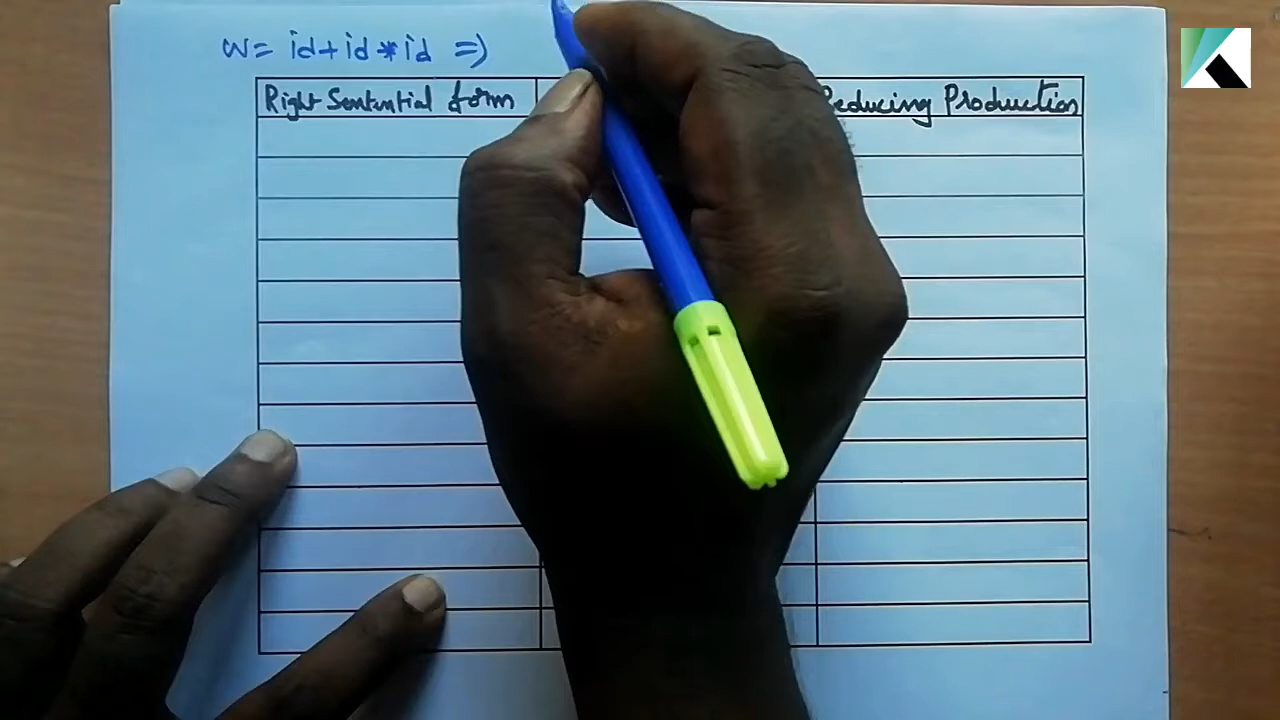 w= id+id*id =>
Right Sentential form
Reducing Production